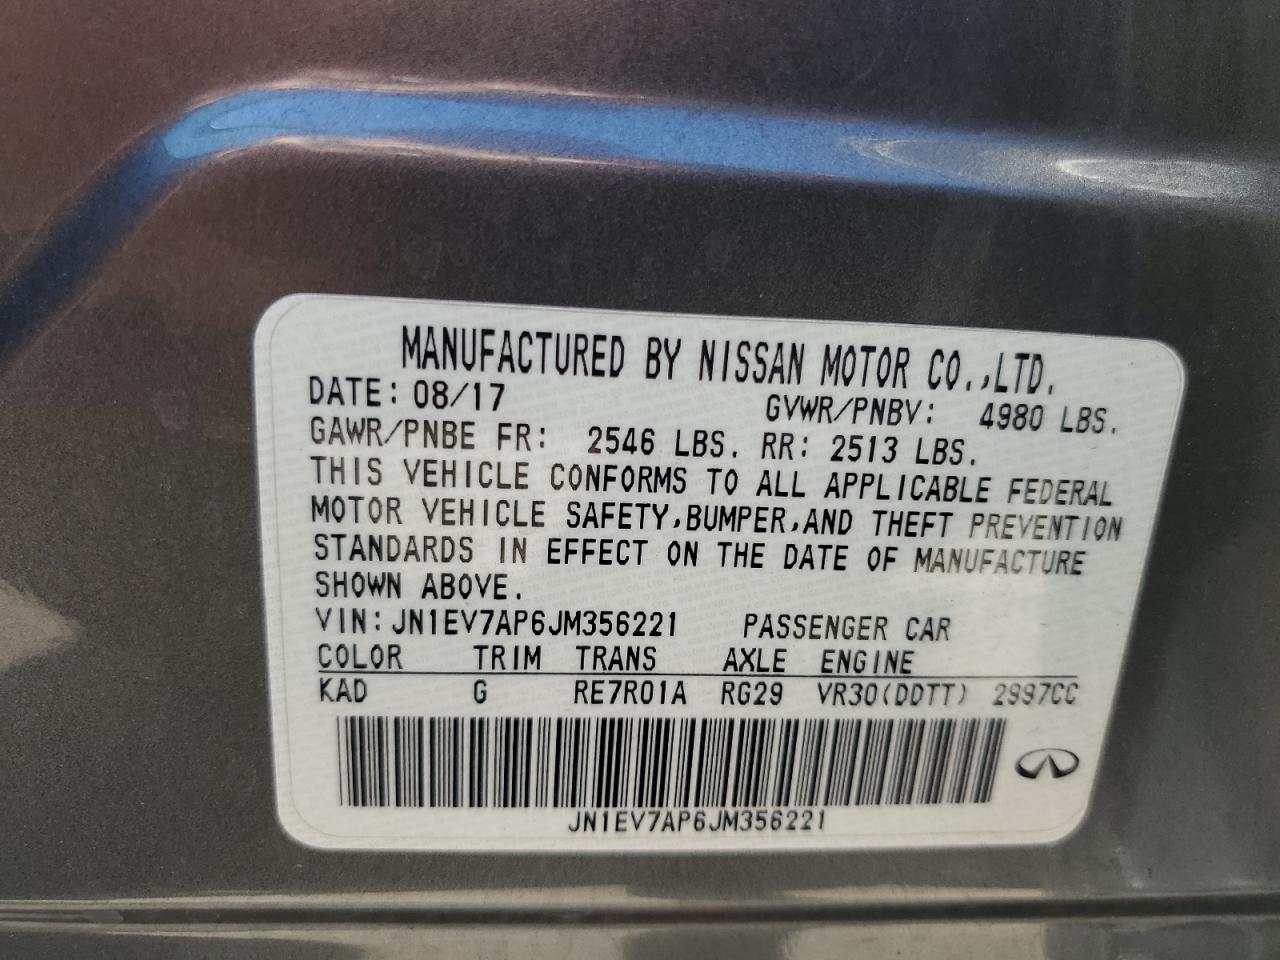 MANUFACTURED BY NISSAN MOTOR CO.,LTD.
DATE: 08/17 GVWR/PNBV: 4980 LBS.
GAWR/PNBE FR: 2546 LBS. RR: 2513 LBS.
THIS VEHICLE CONFORMS TO ALL APPLICABLE FEDERAL
MOTOR VEHICLE SAFETY,BUMPER,AND THEFT PREVENTION
STANDARDS IN EFFECT ON THE DATE OF MANUFACTURE
SHOWN ABOVE.
VIN:JN1EV7AP6JM356221 PASSENGER CAR
COLOR TRIM TRANS AXLE ENGINE
KAD G RE7R01A RG29 VR30(DDTT) 2997CC
JN1EV7AP6JM356221